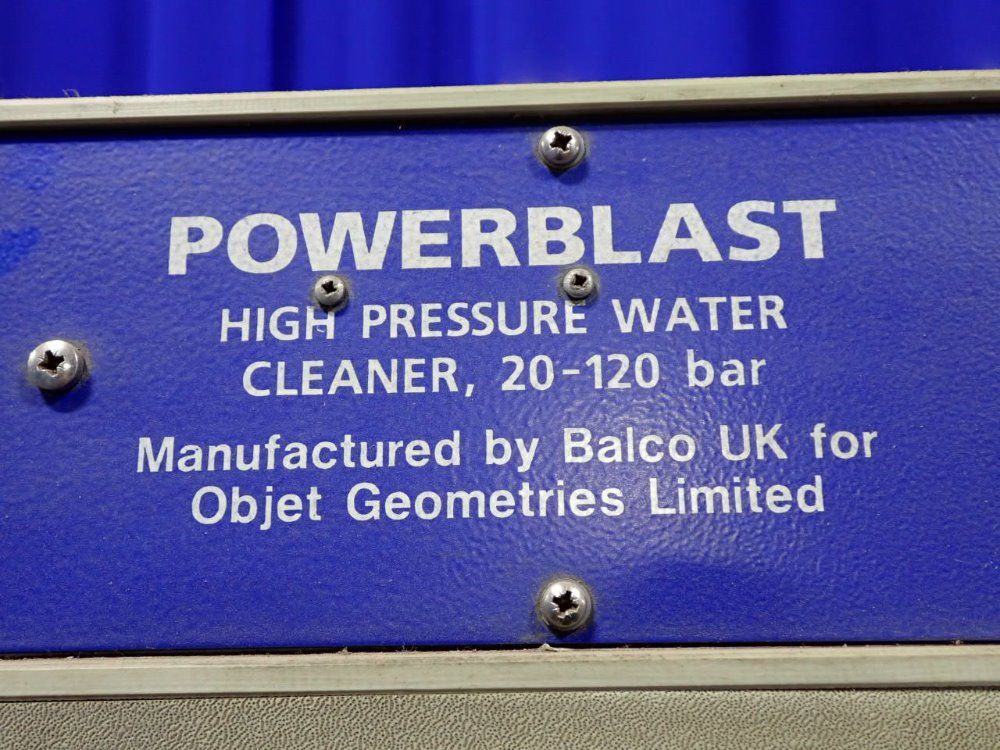 POWERBLAST
HIGH PRESSURE WATER
CLEANER, 20-120 bar
Manufactured by Balco UK for
Objet Geometries Limited